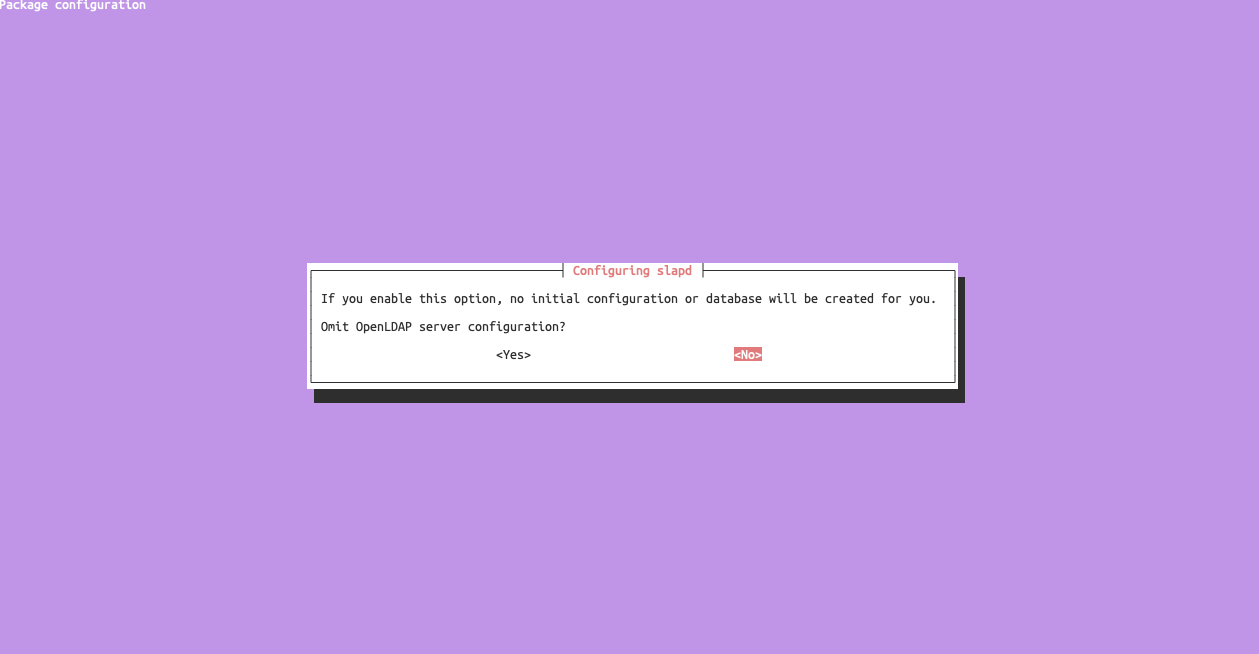 Package configuration
Configuring slapd
If you enable this option, no initial configuration or database will be created for you.
Omit OpenLDAP server configuration?
<Yes> <No>